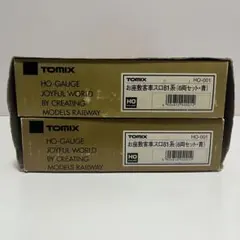 TOMIX
HO-GAUGE
JOYFUL WORLD
BY CREATING
MODELS RAILWAY
TOMIX HO-001
お座敷客車スロ81系(6両セット・青)
HO
TOMIX
HO-GAUGE
JOYFUL WORLD
BY CREATING
MODELS RAILWAY
TOMIX HO-001
お座敷客車スロ81系(6両セット・青)
HO